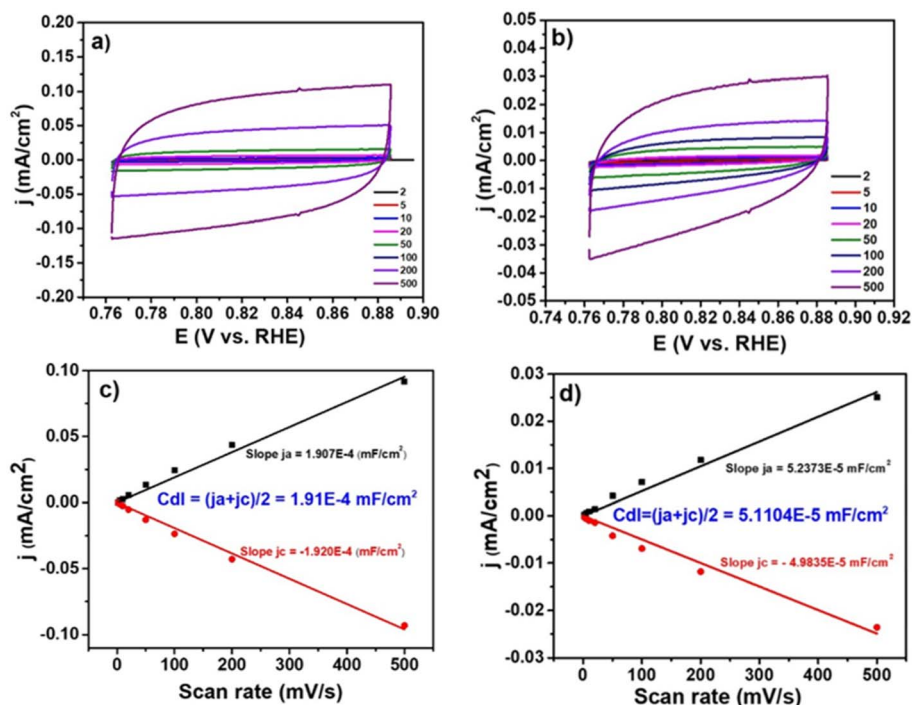 a)
j (mA/cm²)
0.20
0.15
0.10
0.05
0.00
-0.05
-0.10
-0.15
0.20
2
5
10
20
50
100
200
500
0.76 0.78 0.80 0.82 0.84 0.86 0.88 0.90
E (V vs. RHE)
b)
j (mA/cm²)
0.05
0.04
0.03
0.02
0.01
0.00
-0.01
-0.02
-0.03
-0.04
-0.05
2
5
10
20
50
100
200
500
0.74 0.76 0.78 0.80 0.82 0.84 0.86 0.88 0.90 0.92
E (V vs. RHE)
c)
j (mA/cm²)
0.10
0.05
0.00
-0.05
-0.10
Slope ja = 1.907E-4 (mF/cm²)
Cdl = (ja+jc)/2 = 1.91E-4 mF/cm²
Slope jc = -1.920E-4 (mF/cm²)
0 100 200 300 400 500
Scan rate (mV/s)
d)
j (mA/cm²)
0.03
0.02
0.01
0.00
-0.01
-0.02
-0.03
Slope ja = 5.2373E-5 mF/cm²
Cdl=(ja+jc)/2 = 5.1104E-5 mF/cm²
Slope jc = - 4.9835E-5 mF/cm²
0 100 200 300 400 500
Scan rate (mV/s)